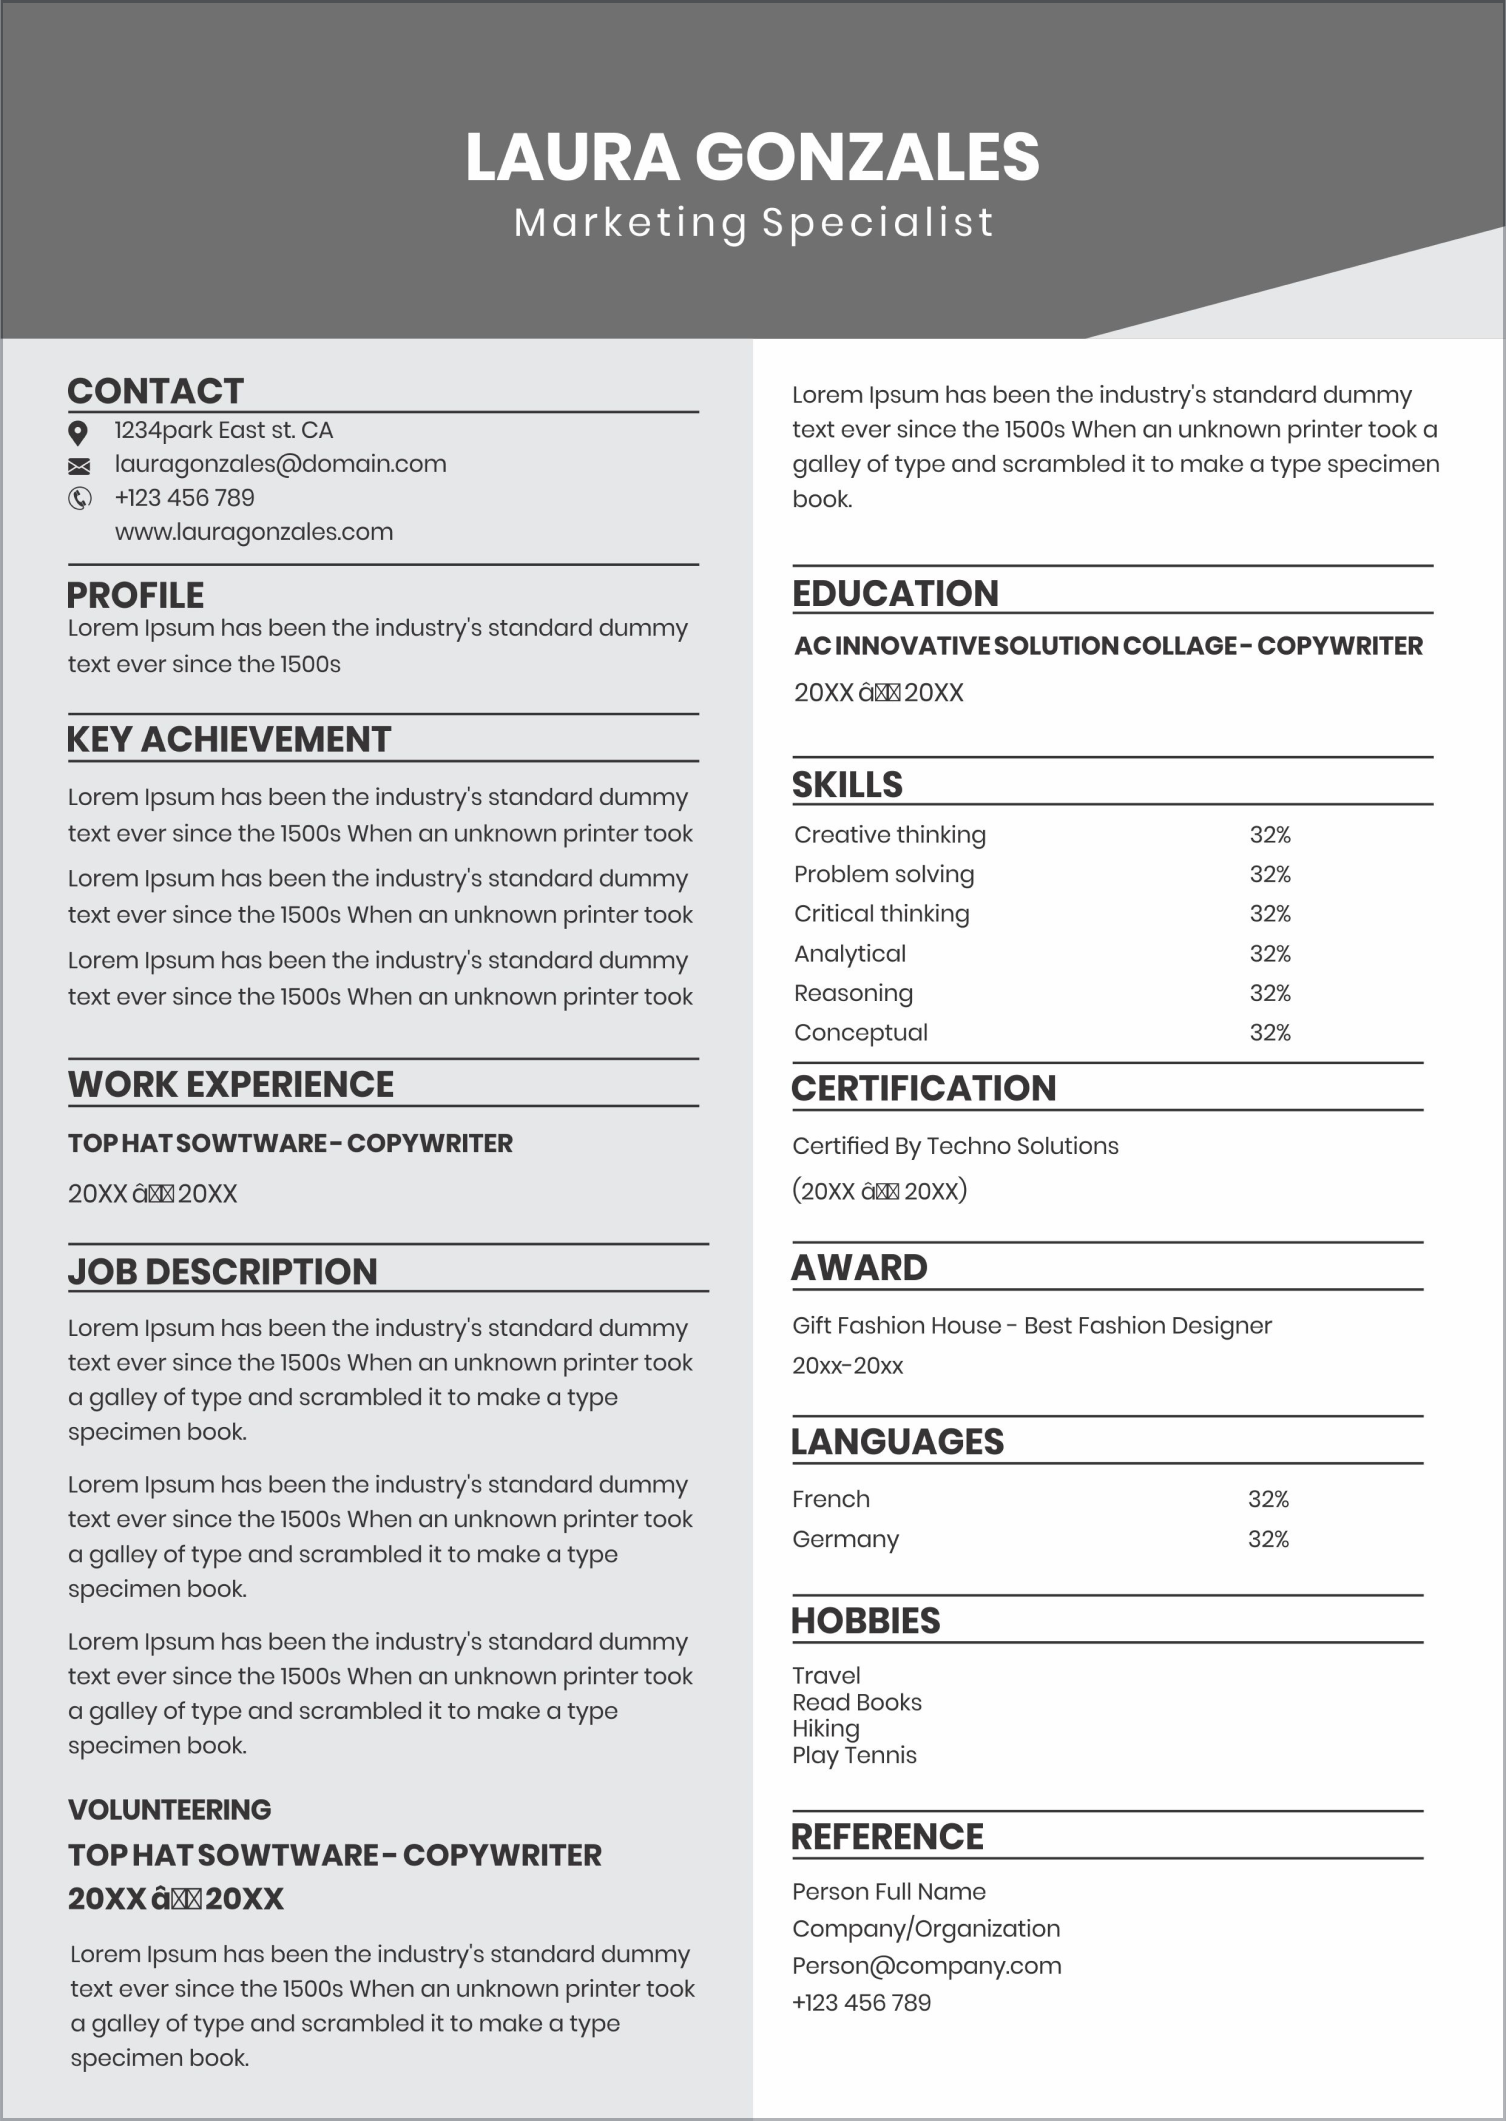 LAURA GONZALES
Marketing Specialist
CONTACT
1234park East st. CA
lauragonzales@domain.com
+123 456 789
www.lauragonzales.com
PROFILE
Lorem Ipsum has been the industry's standard dummy
text ever since the 1500s
KEY ACHIEVEMENT
Lorem Ipsum has been the industry's standard dummy
text ever since the 1500s When an unknown printer took
Lorem Ipsum has been the industry's standard dummy
text ever since the 1500s When an unknown printer took
Lorem Ipsum has been the industry's standard dummy
text ever since the 1500s When an unknown printer took
WORK EXPERIENCE
TOP HAT SOWTWARE - COPYWRITER
20XX â 20XX
JOB DESCRIPTION
Lorem Ipsum has been the industry's standard dummy
text ever since the 1500s When an unknown printer took
a galley of type and scrambled it to make a type
specimen book.
Lorem Ipsum has been the industry's standard dummy
text ever since the 1500s When an unknown printer took
a galley of type and scrambled it to make a type
specimen book.
Lorem Ipsum has been the industry's standard dummy
text ever since the 1500s When an unknown printer took
a galley of type and scrambled it to make a type
specimen book.
VOLUNTEERING
TOP HAT SOWTWARE - COPYWRITER
20XX â 20XX
Lorem Ipsum has been the industry's standard dummy
text ever since the 1500s When an unknown printer took
a galley of type and scrambled it to make a type
specimen book.
Lorem Ipsum has been the industry's standard dummy
text ever since the 1500s When an unknown printer took a
galley of type and scrambled it to make a type specimen
book.
EDUCATION
AC INNOVATIVE SOLUTION COLLAGE - COPYWRITER
20XX â 20XX
SKILLS
Creative thinking 32%
Problem solving 32%
Critical thinking 32%
Analytical 32%
Reasoning 32%
Conceptual 32%
CERTIFICATION
Certified By Techno Solutions
(20XX â 20XX)
AWARD
Gift Fashion House - Best Fashion Designer
20xx-20xx
LANGUAGES
French 32%
Germany 32%
HOBBIES
Travel
Read Books
Hiking
Play Tennis
REFERENCE
Person Full Name
Company/Organization
Person@company.com
+123 456 789